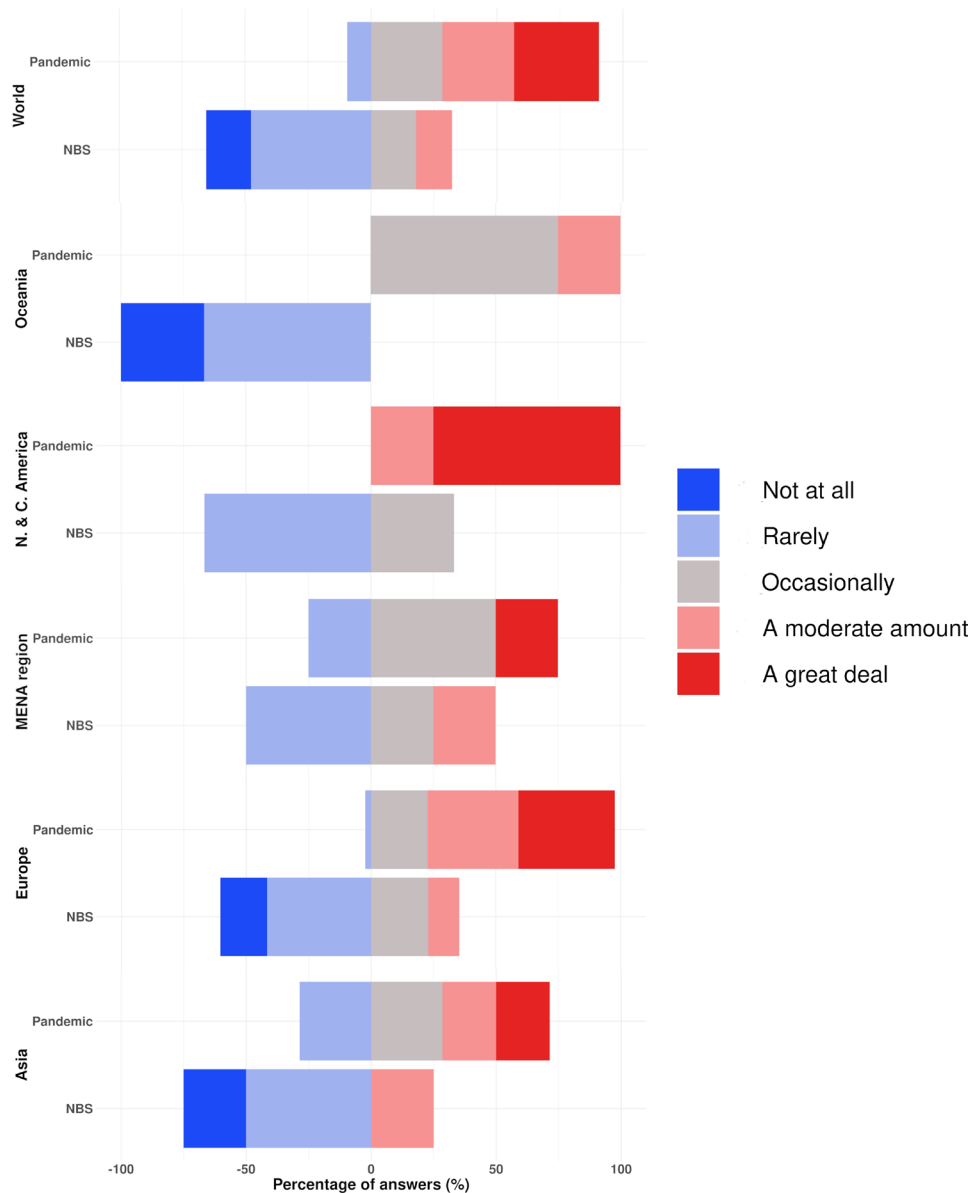 World
Pandemic
NBS
Oceania
Pandemic
NBS
N. & C. America
Pandemic
NBS
MENA region
Pandemic
NBS
Europe
Pandemic
NBS
Asia
Pandemic
NBS
-100 -50 0 50 100
Percentage of answers (%)
Not at all
Rarely
Occasionally
A moderate amount
A great deal